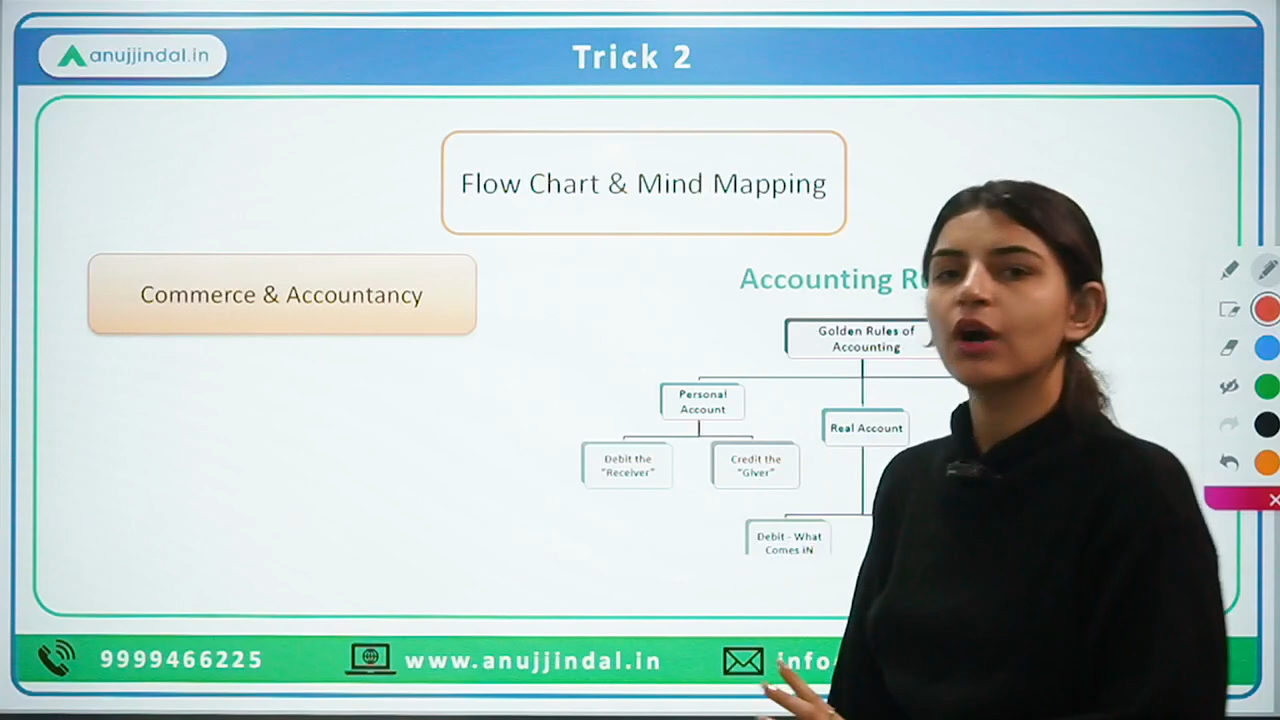 anujjindal.in
Trick 2
Flow Chart & Mind Mapping
Commerce & Accountancy
Accounting
Golden Rules of
Accounting
Personal
Account
Real Account
Debit the
"Receiver"
Credit the
"Giver"
Debit - What
Comes IN
9999466225
www.anujjindal.in
info